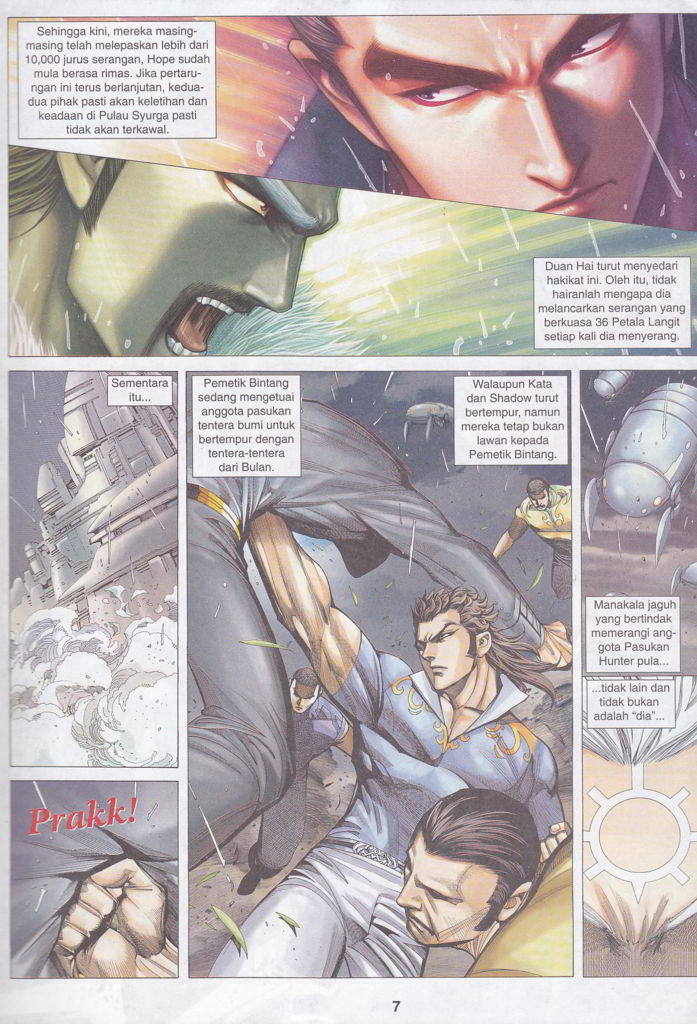 Sehingga kini, mereka masing-
masing telah melepaskan lebih dari
10,000 jurus serangan, Hope sudah
mula berasa rimas. Jika pertaru-
ngan ini terus berlanjutan, kedua-
dua pihak pasti akan keletihan dan
keadaan di Pulau Syurga pasti
tidak akan terkawal.
Duan Hai turut menyedari
hakikat ini. Oleh itu, tidak
hairanlah mengapa dia
melancarkan serangan yang
berkuasa 36 Petala Langit
setiap kali dia menyerang.
Sementara
itu...
Pemetik Bintang
sedang mengetuai
anggota pasukan
tentera bumi untuk
bertempur dengan
tentera-tentera
dari Bulan.
Walaupun Kata
dan Shadow turut
bertempur, namun
mereka tetap bukan
lawan kepada
Pemetik Bintang.
Manakala jaguh
yang bertindak
memerangi ang-
gota Pasukan
Hunter pula...
...tidak lain dan
tidak bukan
adalah “dia”...
Prakk!
7